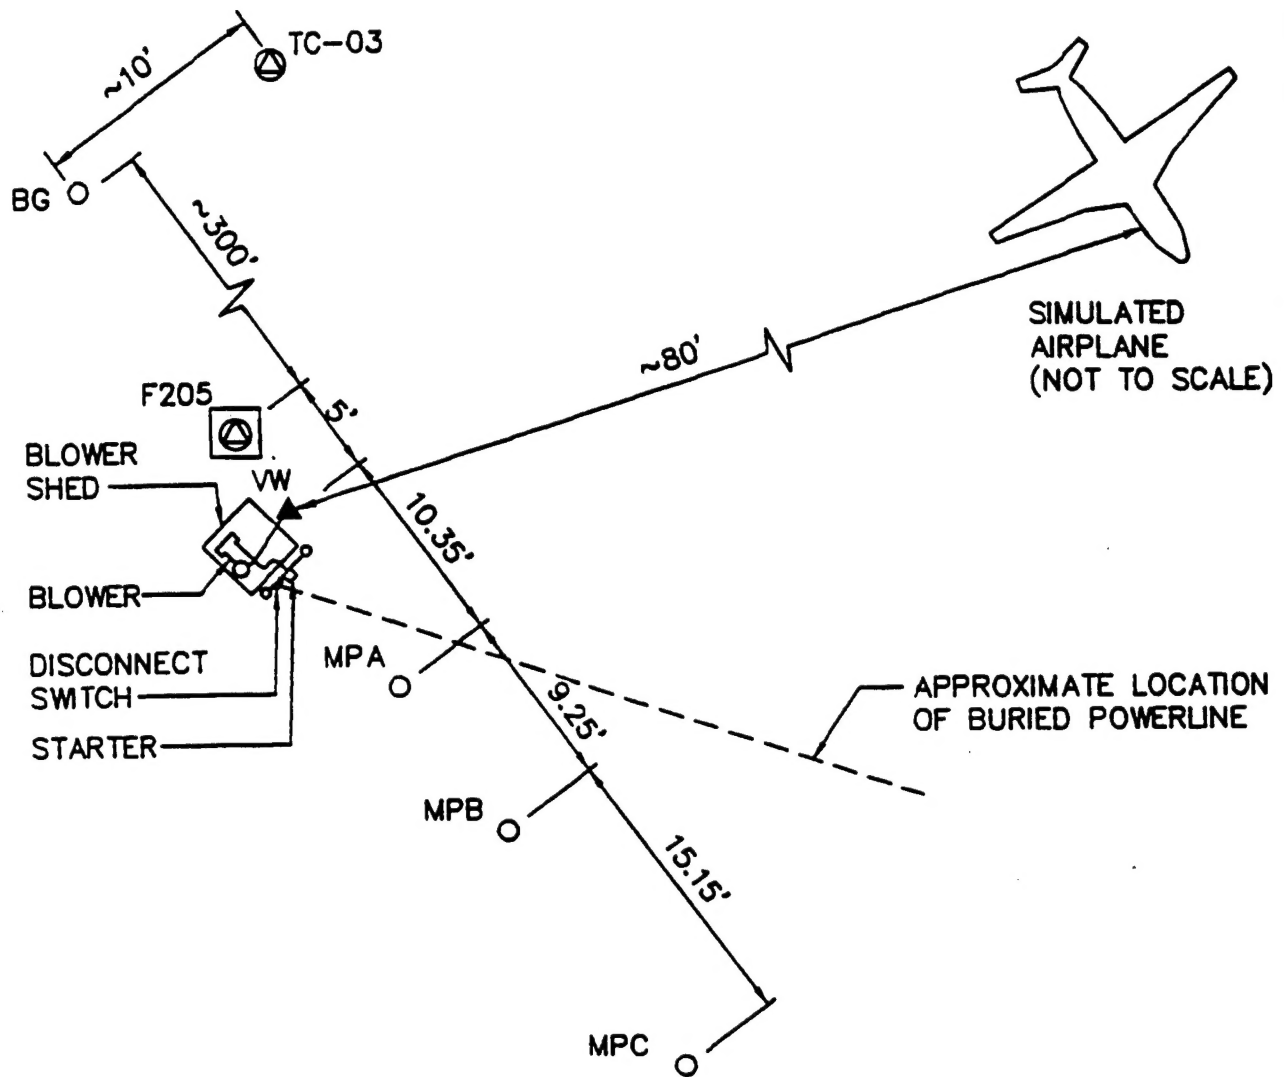 TC-03
~10'
BG
~300'
SIMULATED
AIRPLANE
(NOT TO SCALE)
~80'
F205
5'
BLOWER
SHED
VW
10.35'
BLOWER
MPA
DISCONNECT
SWITCH
9.25'
APPROXIMATE LOCATION
OF BURIED POWERLINE
STARTER
MPB
15.15'
MPC